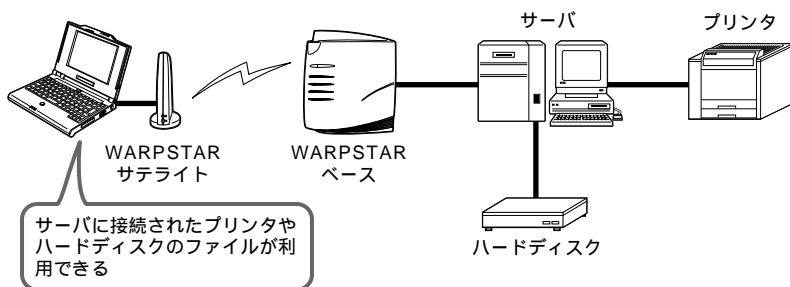 サーバ
プリンタ
WARPSTAR
サテライト
WARPSTAR
ベース
ハードディスク
サーバに接続されたプリンタや
ハードディスクのファイルが利
用できる